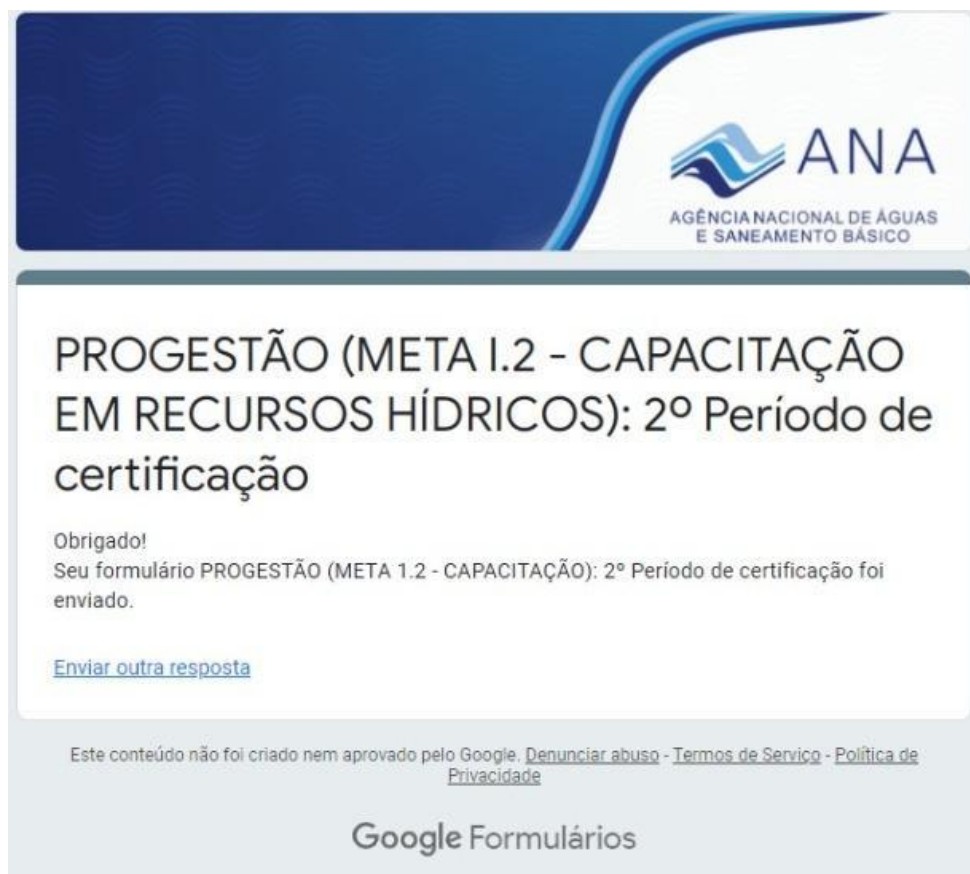 ANA
AGÊNCIA NACIONAL DE ÁGUAS
E SANEAMENTO BÁSICO
PROGESTÃO (META I.2 - CAPACITAÇÃO
EM RECURSOS HÍDRICOS): 2º Período de
certificação
Obrigado!
Seu formulário PROGESTÃO (META 1.2 - CAPACITAÇÃO): 2º Período de certificação foi
enviado.
Enviar outra resposta
Este conteúdo não foi criado nem aprovado pelo Google. Denunciar abuso - Termos de Serviço - Política de
Privacidade
Google Formulários